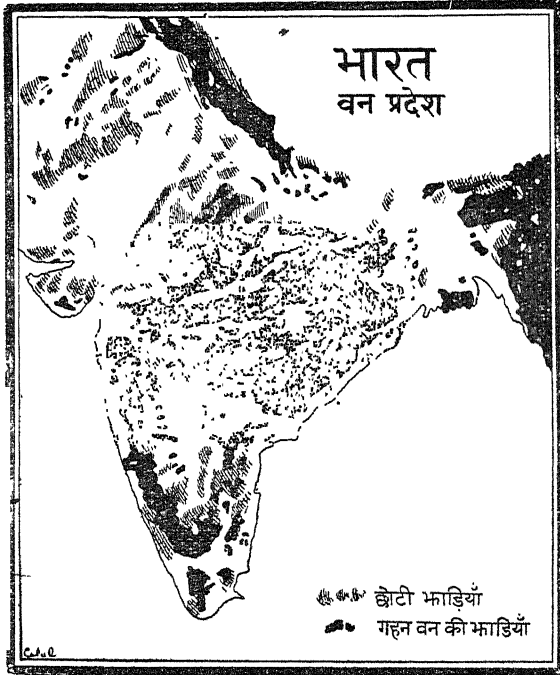 भारत
वन प्रदेश
छोटी झाड़ियाँ
गहन वन की झाड़ियाँ